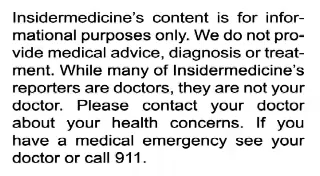 Insidermedicine's content is for infor-
mational purposes only. We do not pro-
vide medical advice, diagnosis or treat-
ment. While many of Insidermedicine's
reporters are doctors, they are not your
doctor. Please contact your doctor
about your health concerns. If you
have a medical emergency see your
doctor or call 911.